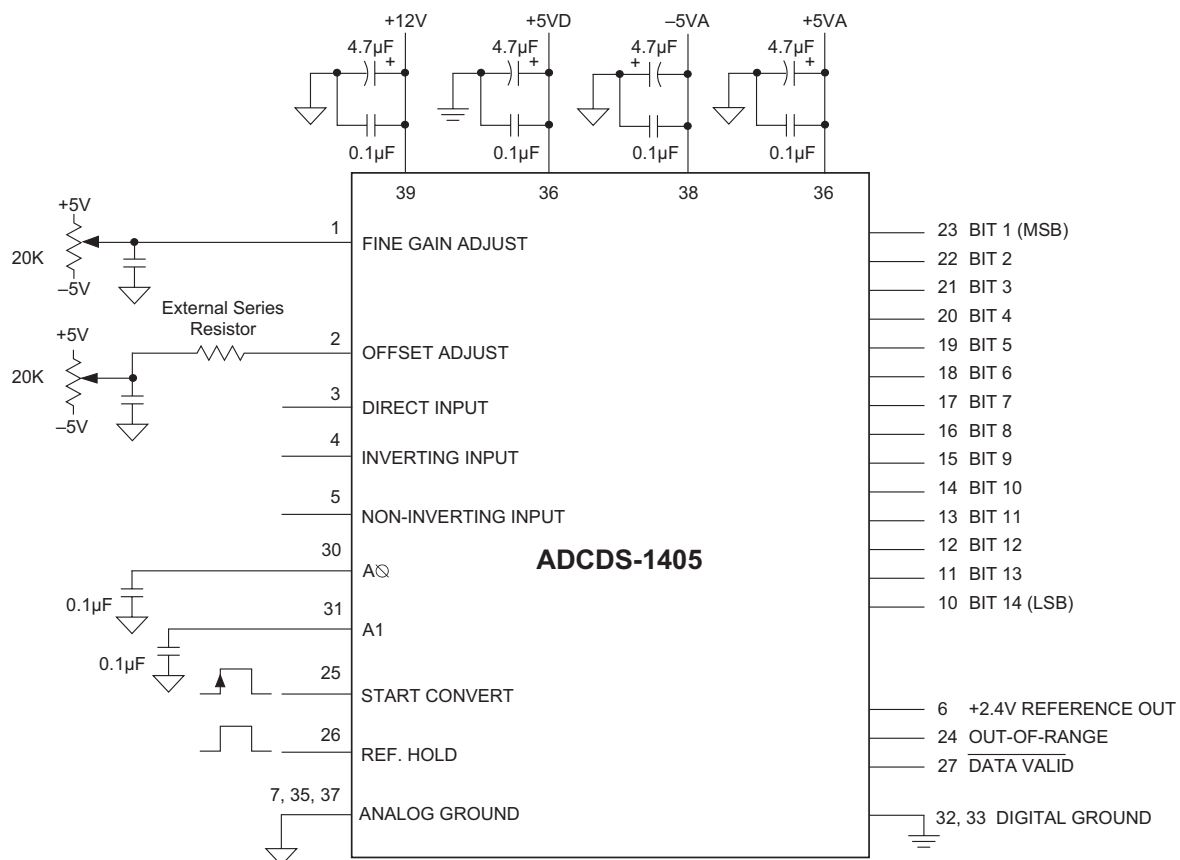 +12V
+5VD
–5VA
+5VA
4.7µF
+
4.7µF
+
4.7µF
+
4.7µF
+
0.1µF
0.1µF
0.1µF
0.1µF
39
36
38
36
+5V
20K
–5V
1
FINE GAIN ADJUST
External Series
Resistor
+5V
20K
–5V
2
OFFSET ADJUST
3
DIRECT INPUT
4
INVERTING INPUT
5
NON-INVERTING INPUT
ADCDS-1405
30
A∅
0.1µF
31
A1
0.1µF
25
START CONVERT
26
REF. HOLD
7, 35, 37
ANALOG GROUND
23 BIT 1 (MSB)
22 BIT 2
21 BIT 3
20 BIT 4
19 BIT 5
18 BIT 6
17 BIT 7
16 BIT 8
15 BIT 9
14 BIT 10
13 BIT 11
12 BIT 12
11 BIT 13
10 BIT 14 (LSB)
6 +2.4V REFERENCE OUT
24 OUT-OF-RANGE
27 DATA VALID
32, 33 DIGITAL GROUND